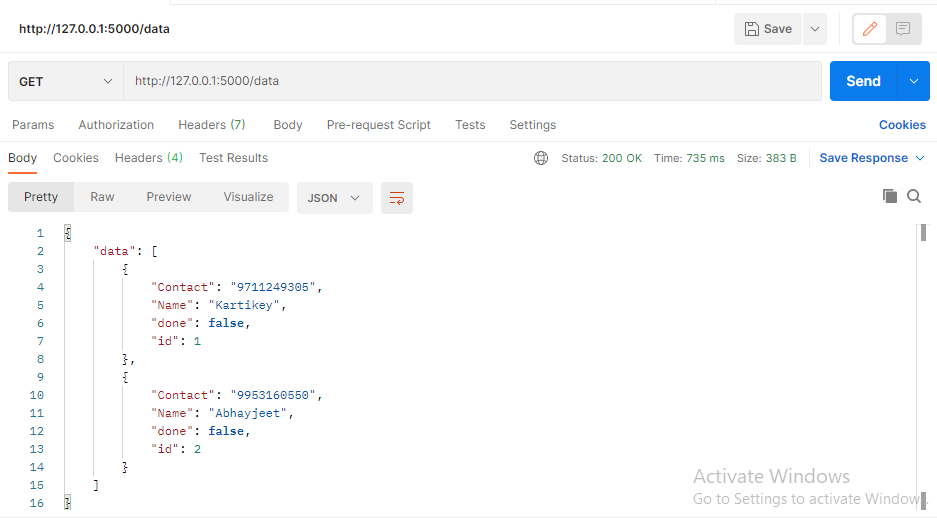 http://127.0.0.1:5000/data Save
GET http://127.0.0.1:5000/data Send
Params Authorization Headers (7) Body Pre-request Script Tests Settings Cookies
Body Cookies Headers (4) Test Results Status: 200 OK Time: 735 ms Size: 383 B Save Response
Pretty Raw Preview Visualize JSON
1 {
2 "data": [
3 {
4 "Contact": "9711249305",
5 "Name": "Kartikey",
6 "done": false,
7 "id": 1
8 },
9 {
10 "Contact": "9953160550",
11 "Name": "Abhayjeet",
12 "done": false,
13 "id": 2
14 }
15 ]
16 }
Activate Windows
Go to Settings to activate Windows.